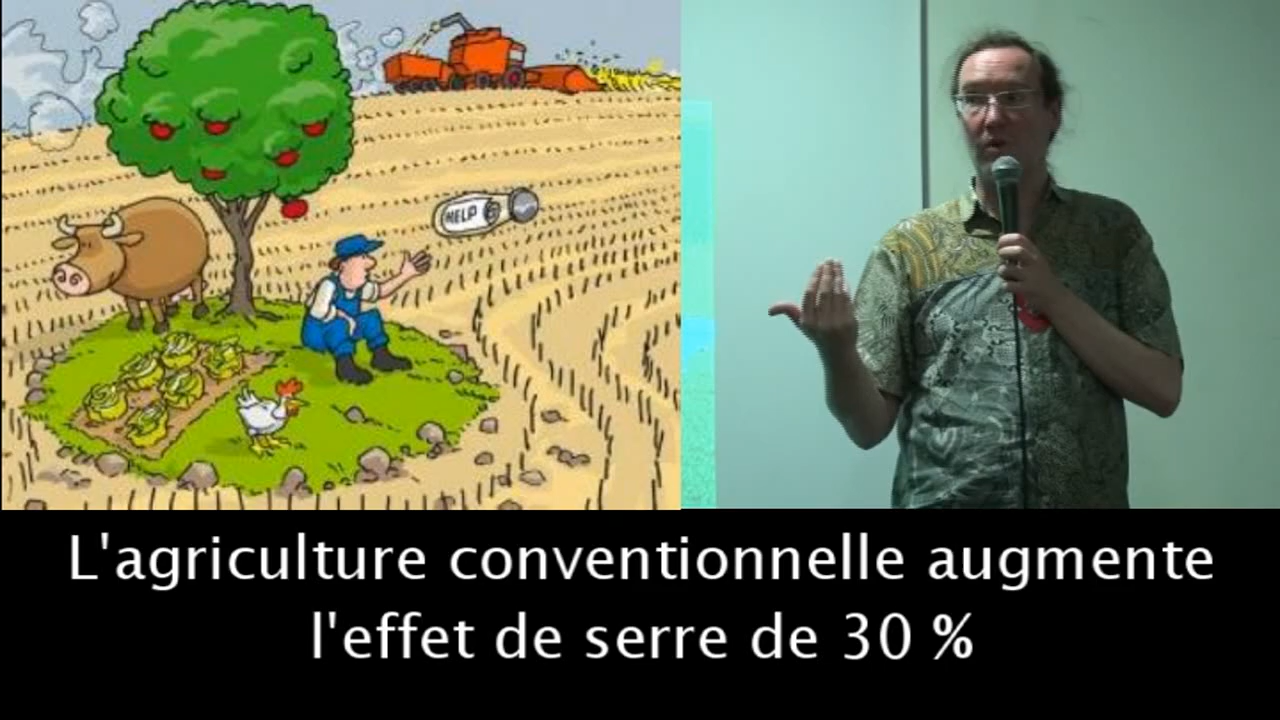 HELP
L'agriculture conventionnelle augmente
l'effet de serre de 30 %